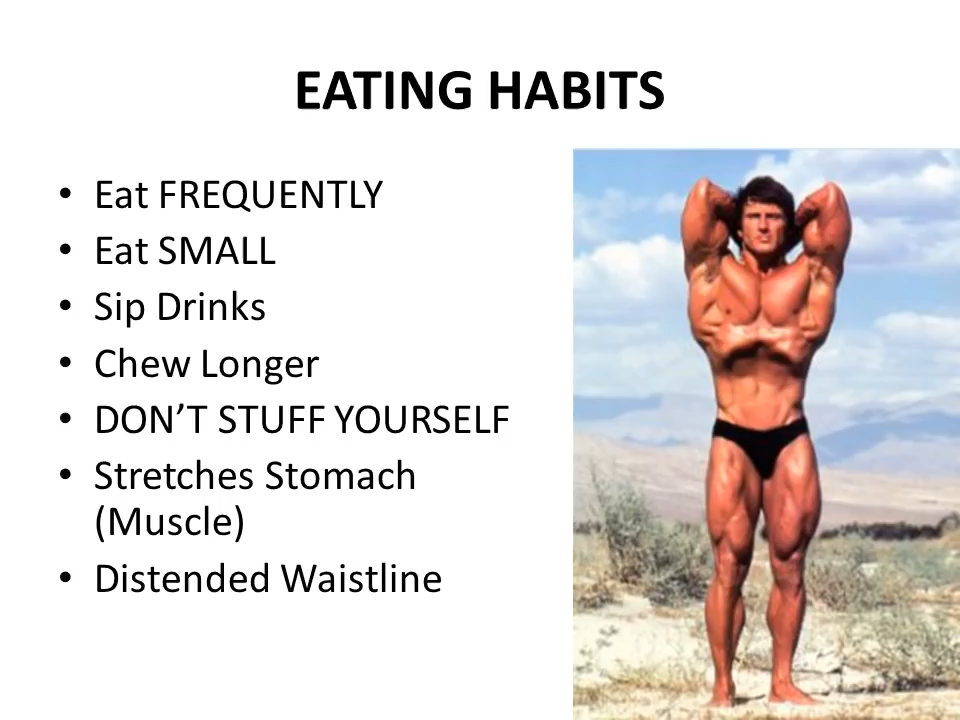 EATING HABITS
• Eat FREQUENTLY
• Eat SMALL
• Sip Drinks
• Chew Longer
• DON’T STUFF YOURSELF
• Stretches Stomach
(Muscle)
• Distended Waistline